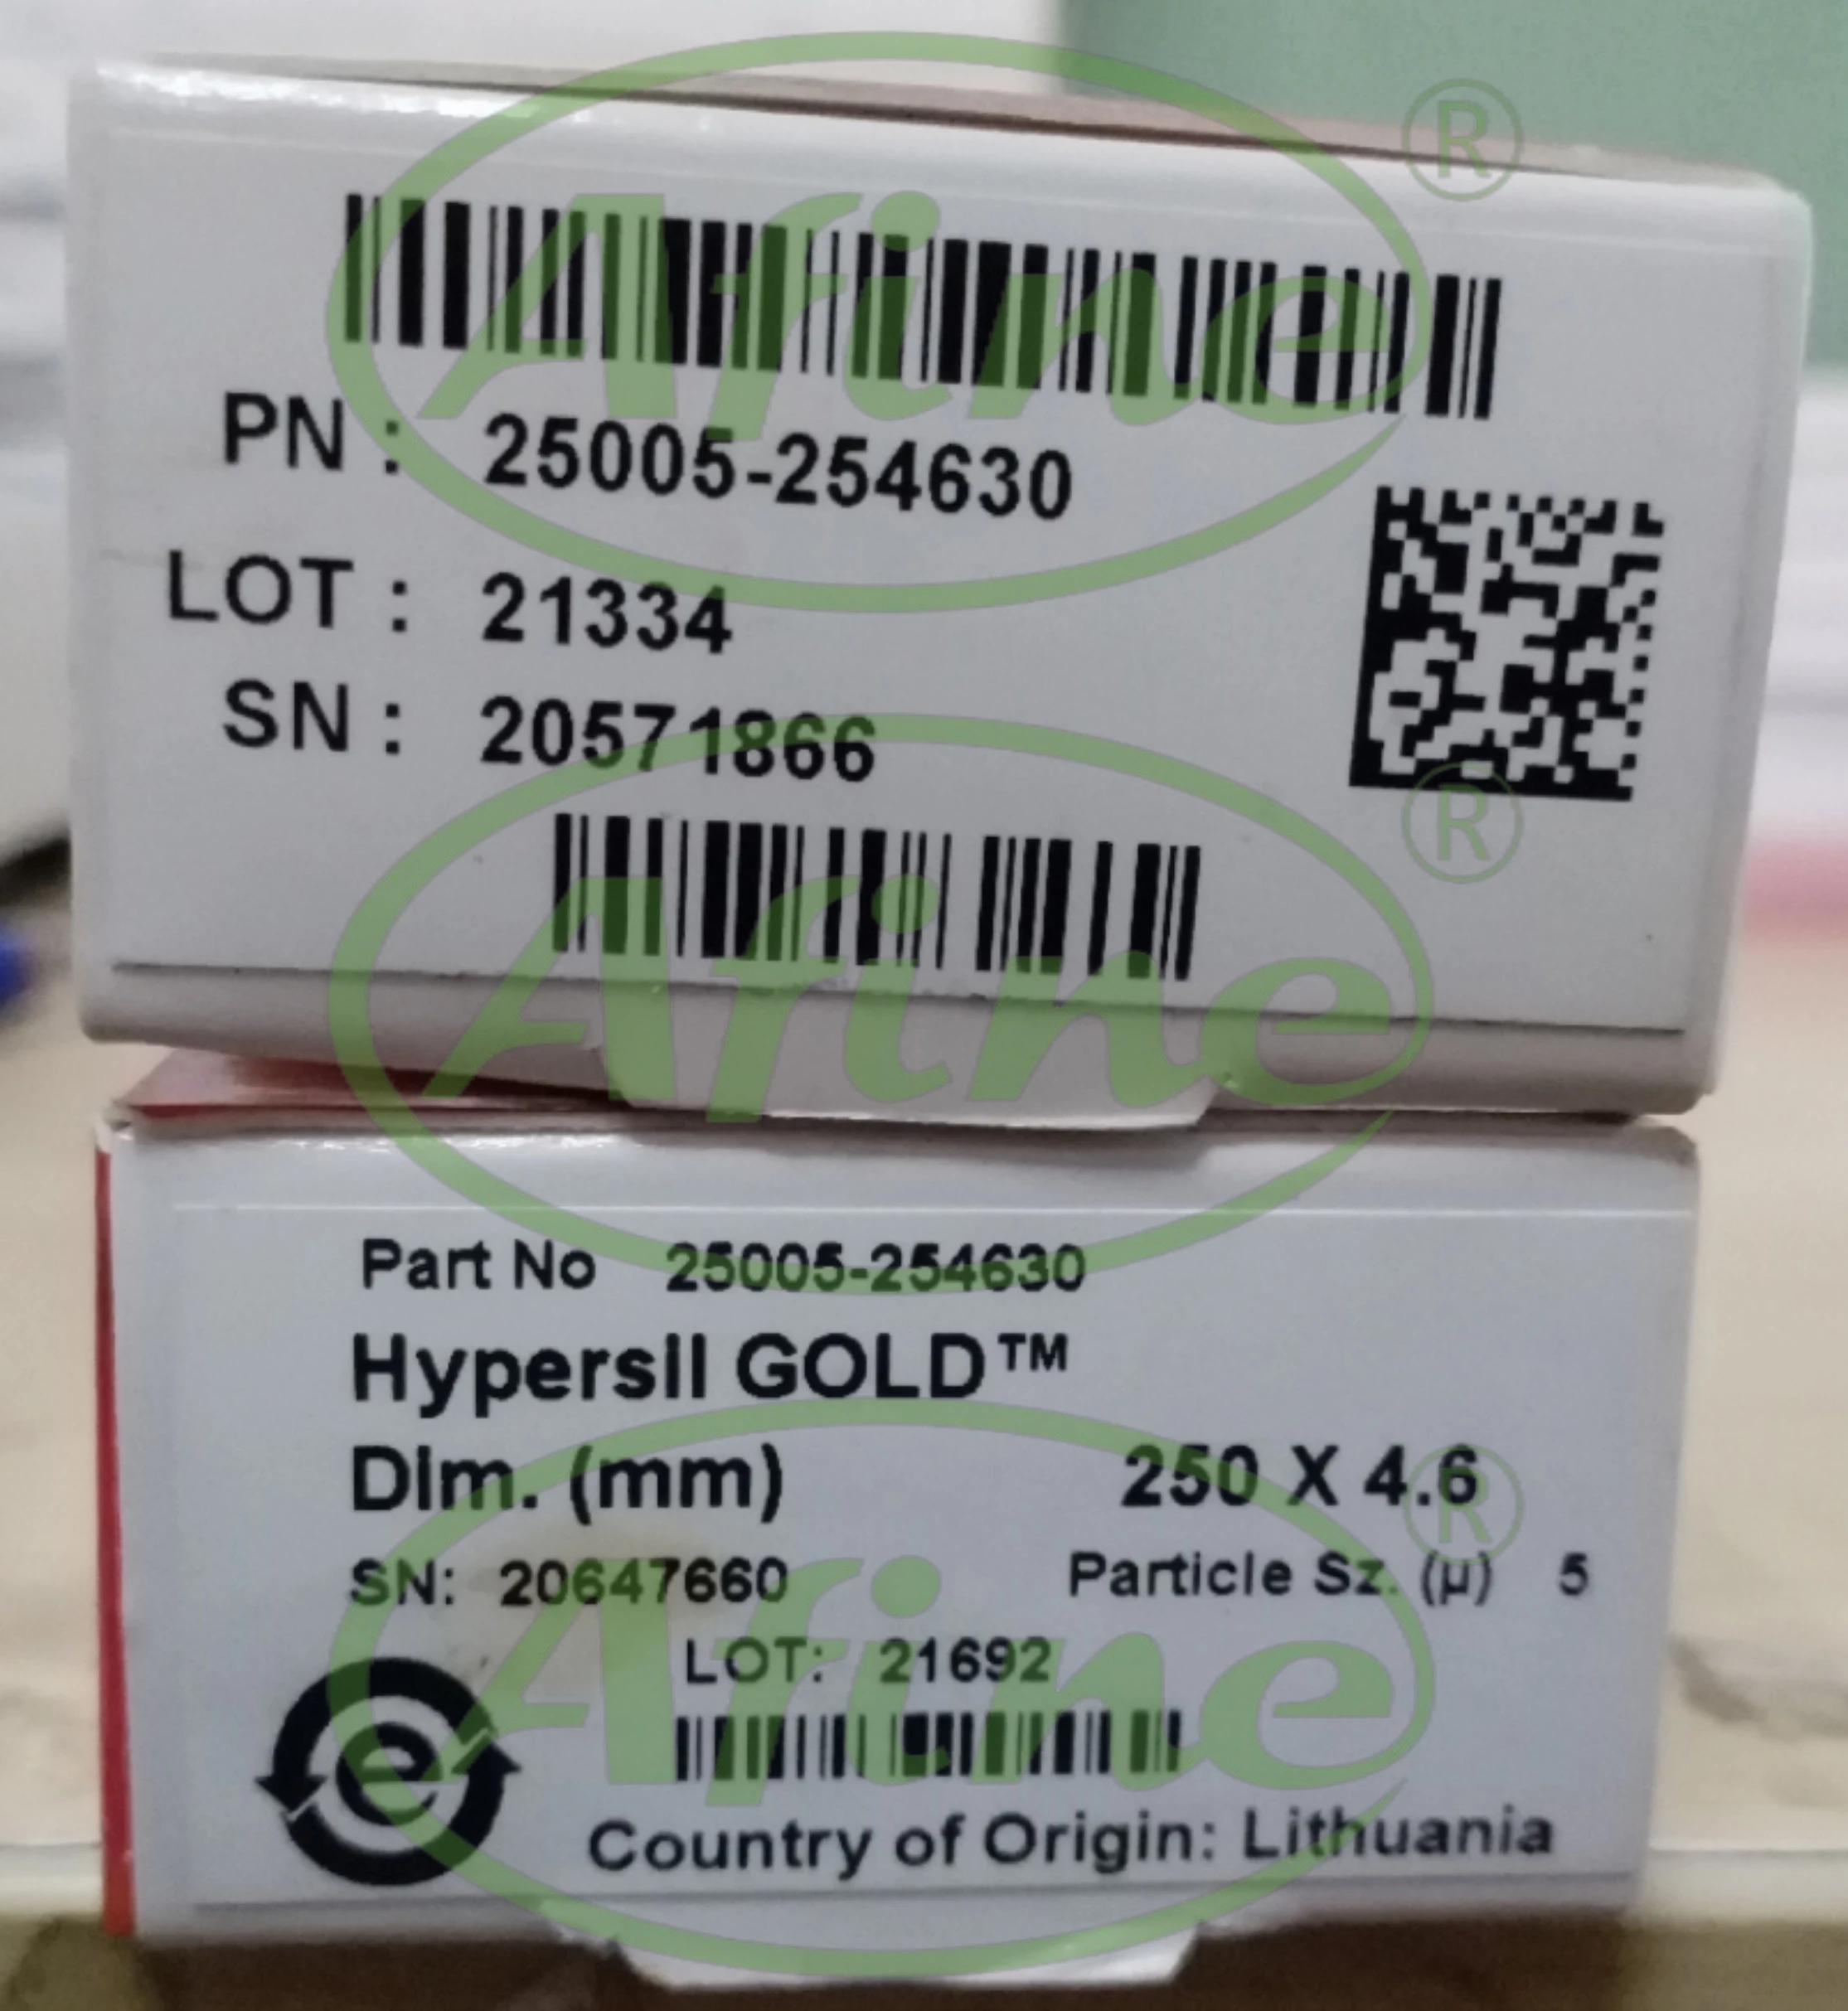 Afine ®
PN : 25005-254630
LOT : 21334
SN : 20571866
Afine ®
Part No 25005-254630
Hypersil GOLD™
Dim. (mm) 250 X 4.6
SN: 20647660 Particle Sz. (µ) 5
LOT: 21692
Afine ®
e
Country of Origin: Lithuania